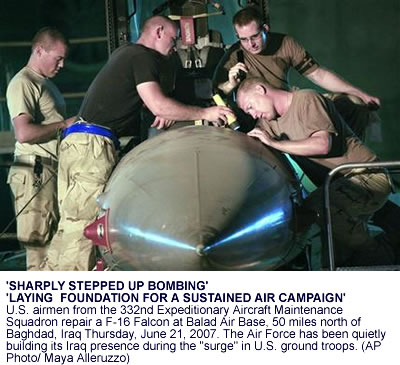 'SHARPLY STEPPED UP BOMBING'
'LAYING FOUNDATION FOR A SUSTAINED AIR CAMPAIGN'
U.S. airmen from the 332nd Expeditionary Aircraft Maintenance
Squadron repair a F-16 Falcon at Balad Air Base, 50 miles north of
Baghdad, Iraq Thursday, June 21, 2007. The Air Force has been quietly
building its Iraq presence during the "surge" in U.S. ground troops. (AP
Photo/ Maya Alleruzzo)